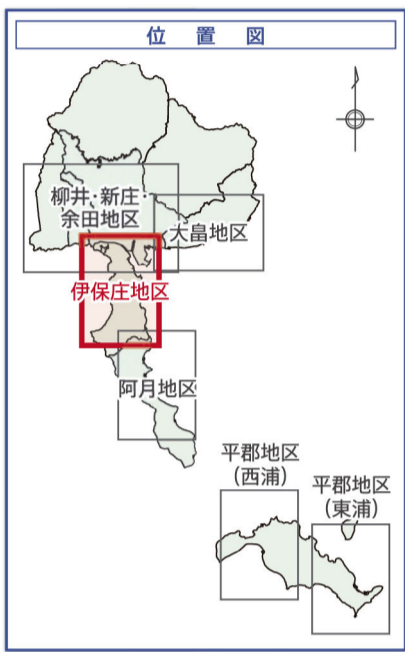 位置図
柳井・新庄・
余田地区
大畠地区
伊保庄地区
阿月地区
平郡地区
(西浦)
平郡地区
(東浦)